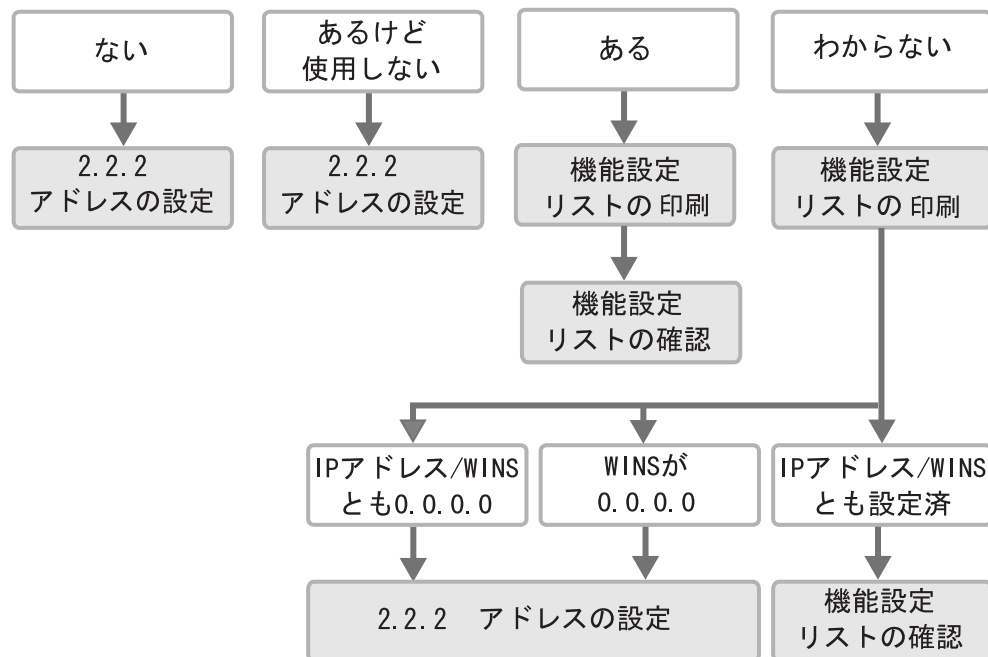 ない
あるけど
使用しない
ある
わからない
2.2.2
アドレスの設定
2.2.2
アドレスの設定
機能設定
リストの印刷
機能設定
リストの印刷
機能設定
リストの確認
IPアドレス/WINS
とも0.0.0.0
WINSが
0.0.0.0
IPアドレス/WINS
とも設定済
2.2.2 アドレスの設定
機能設定
リストの確認